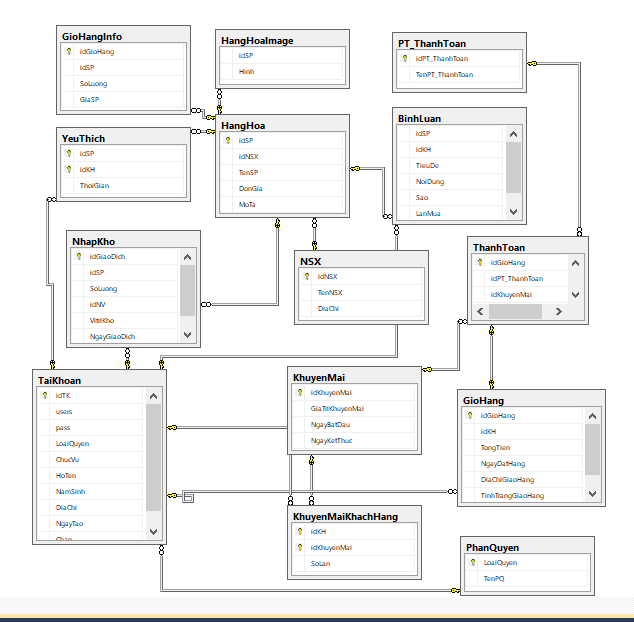 GioHangInfo
idGioHang
idSP
SoLuong
GiaSP
HangHoaImage
idSP
Hinh
PT_ThanhToan
idPT_ThanhToan
TenPT_ThanhToan
YeuThich
idSP
idKH
ThoiGian
HangHoa
idSP
idNSX
TenSP
DonGia
MoTa
BinhLuan
idSP
idKH
TieuDe
NoiDung
Sao
LanMua
NhapKho
idGiaoDich
idSP
SoLuong
idNV
VitriKho
NgayGiaoDich
NSX
idNSX
TenNSX
DiaChi
ThanhToan
idGioHang
idPT_ThanhToan
idKhuyenMai
TaiKhoan
idTK
users
pass
LoaiQuyen
ChucVu
HoTen
NamSinh
DiaChi
NgayTao
KhuyenMai
idKhuyenMai
GiaTriKhuyenMai
NgayBatDau
NgayKetThuc
GioHang
idGioHang
idKH
TongTien
NgayDatHang
DiaChiGiaoHang
TinhTrangGiaoHang
KhuyenMaiKhachHang
idKH
idKhuyenMai
SoLan
PhanQuyen
LoaiQuyen
TenPQ